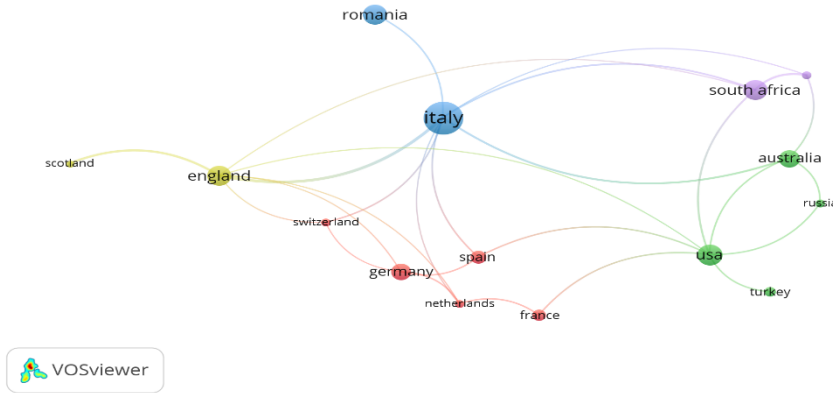 romania
south africa
italy
australia
scotland
england
russia
switzerland
spain
usa
germany
turkey
netherlands
france
VOSviewer